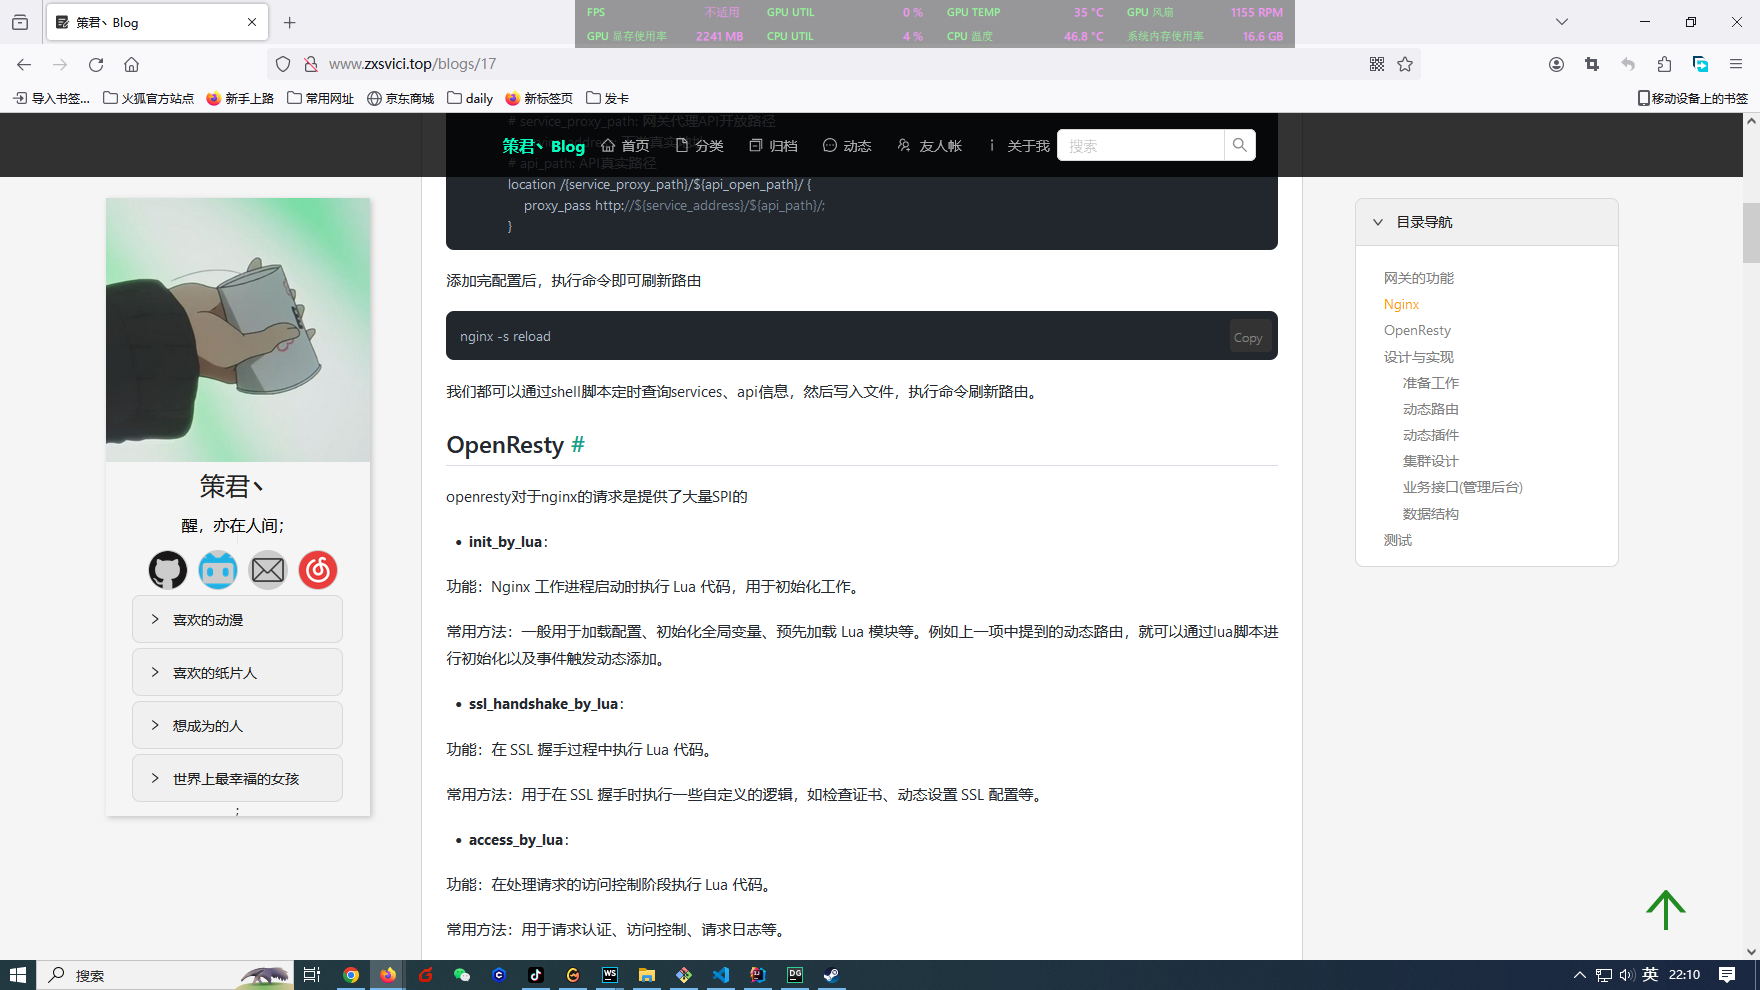 FPS 不适用 GPU UTIL 0 % GPU TEMP 35 °C GPU 风扇 1155 RPM
GPU 显存使用率 2241 MB CPU UTIL 4 % CPU 温度 46.8 °C 系统内存使用率 16.6 GB
策君丶Blog
www.zxsvici.top/blogs/17
导入书签... 火狐官方站点 新手上路 常用网址 京东商城 daily 新标签页 发卡 移动设备上的书签
# service_proxy_path: 网关代理API开放路径
策君丶Blog 首页 分类 归档 动态 友人帐 关于我 搜索
# api_path: API真实路径
location /{service_proxy_path}/${api_open_path}/ {
proxy_pass http://${service_address}/${api_path}/;
}
添加完配置后，执行命令即可刷新路由
nginx -s reload
Copy
我们都可以通过shell脚本定时查询services、api信息，然后写入文件，执行命令刷新路由。
OpenResty #
openresty对于nginx的请求是提供了大量SPI的
• init_by_lua：
功能：Nginx 工作进程启动时执行 Lua 代码，用于初始化工作。
常用方法：一般用于加载配置、初始化全局变量、预先加载 Lua 模块等。例如上一项中提到的动态路由，就可以通过lua脚本进
行初始化以及事件触发动态添加。
• ssl_handshake_by_lua：
功能：在 SSL 握手过程中执行 Lua 代码。
常用方法：用于在 SSL 握手时执行一些自定义的逻辑，如检查证书、动态设置 SSL 配置等。
• access_by_lua：
功能：在处理请求的访问控制阶段执行 Lua 代码。
常用方法：用于请求认证、访问控制、请求日志等。
策君丶
醒，亦在人间；
喜欢的动漫
喜欢的纸片人
想成为的人
世界上最幸福的女孩
;
目录导航
网关的功能
Nginx
OpenResty
设计与实现
准备工作
动态路由
动态插件
集群设计
业务接口(管理后台)
数据结构
测试
搜索
WS
DG
英 22:10